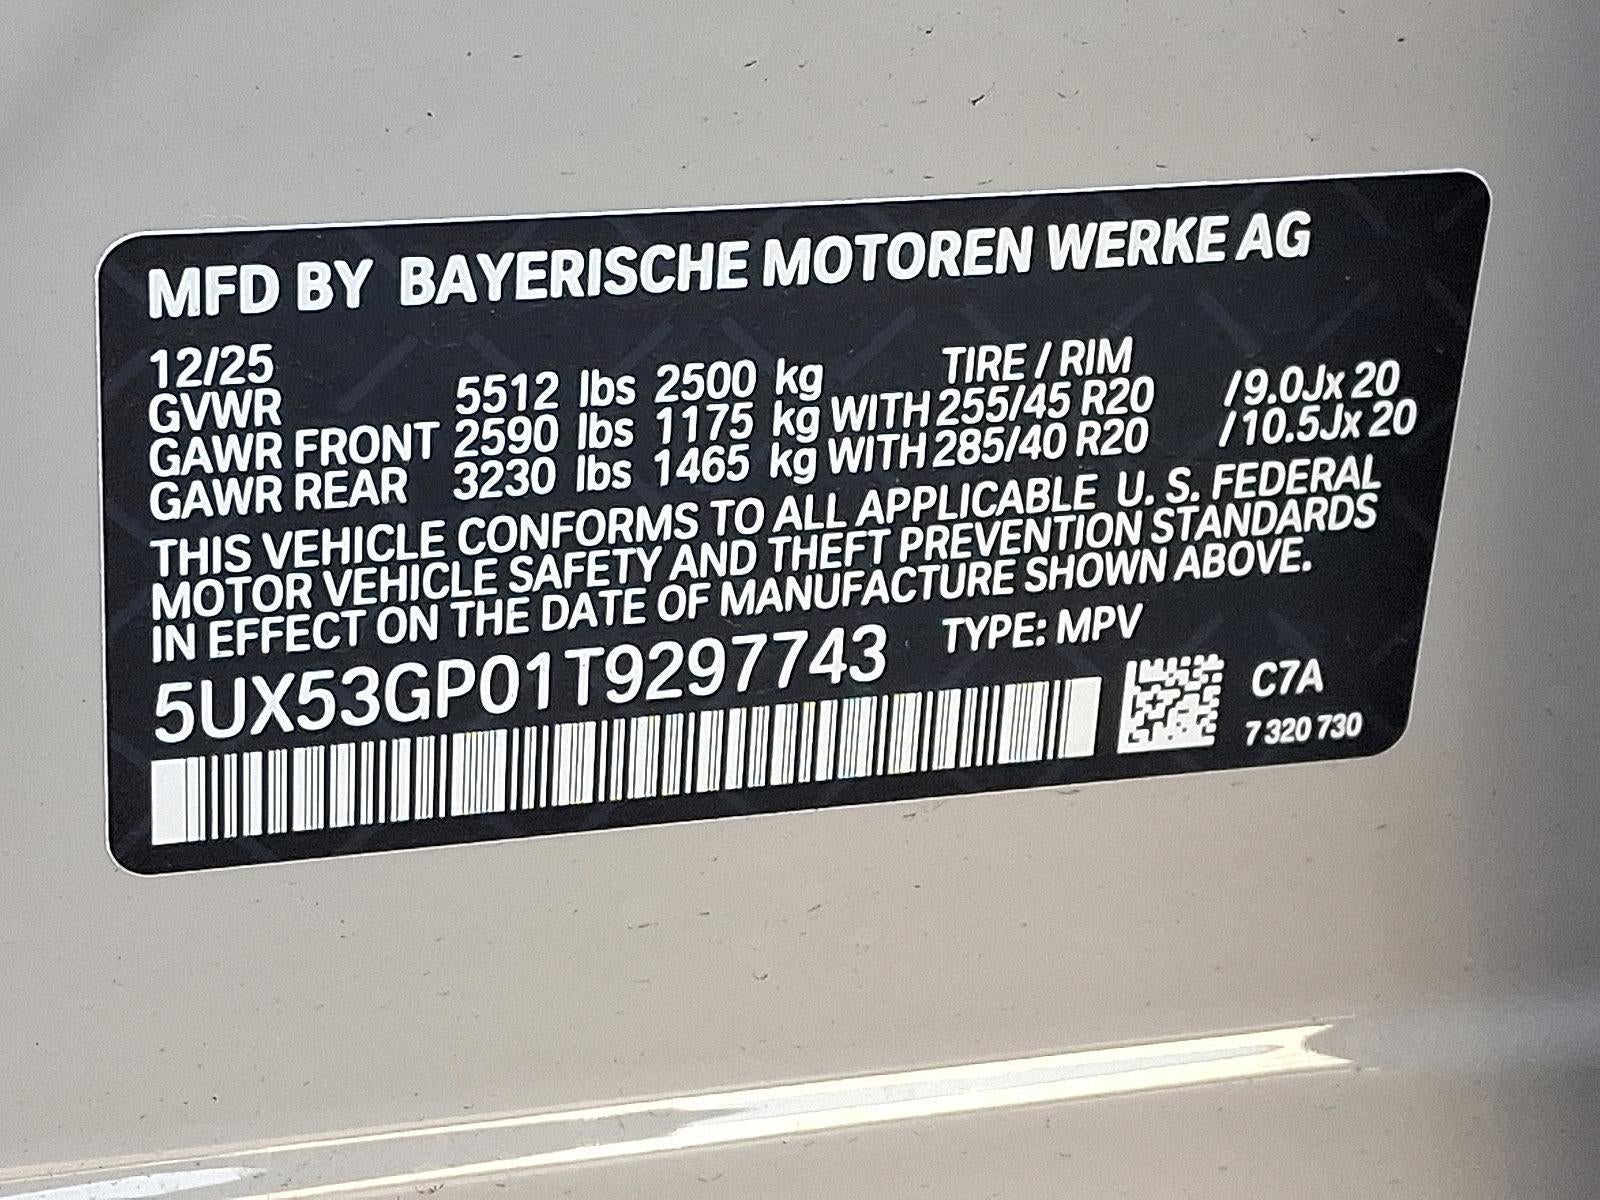 MFD BY BAYERISCHE MOTOREN WERKE AG
12/25 TIRE / RIM
GVWR 5512 lbs 2500 kg
GAWR FRONT 2590 lbs 1175 kg WITH 255/45 R20 /9.0Jx 20
GAWR REAR 3230 lbs 1465 kg WITH 285/40 R20 /10.5Jx 20
THIS VEHICLE CONFORMS TO ALL APPLICABLE U. S. FEDERAL
MOTOR VEHICLE SAFETY AND THEFT PREVENTION STANDARDS
IN EFFECT ON THE DATE OF MANUFACTURE SHOWN ABOVE.
5UX53GP01T9297743 TYPE: MPV
C7A
7 320 730